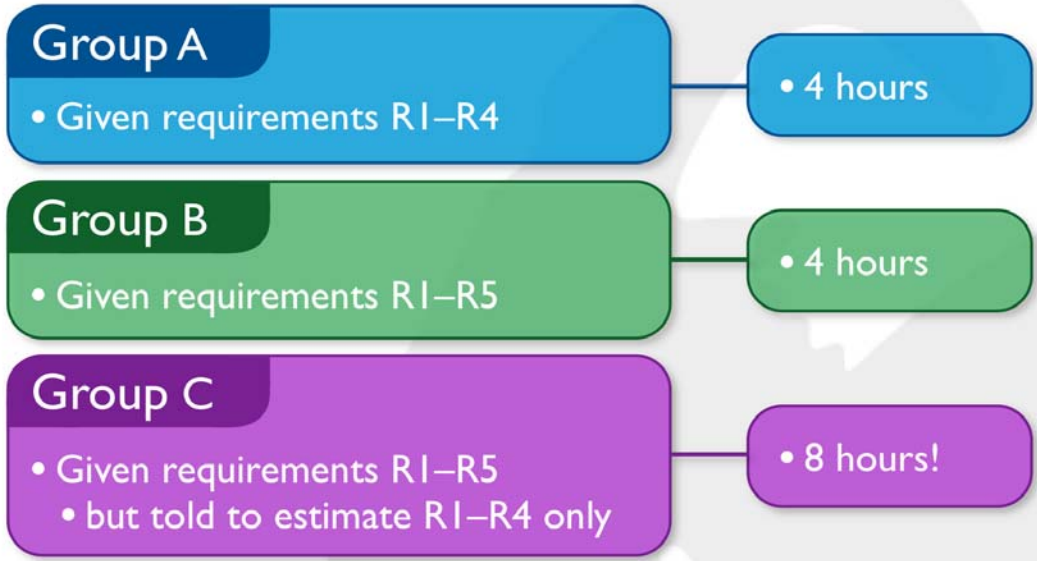 Group A
• Given requirements R1–R4
• 4 hours
Group B
• Given requirements R1–R5
• 4 hours
Group C
• Given requirements R1–R5
• but told to estimate R1–R4 only
• 8 hours!